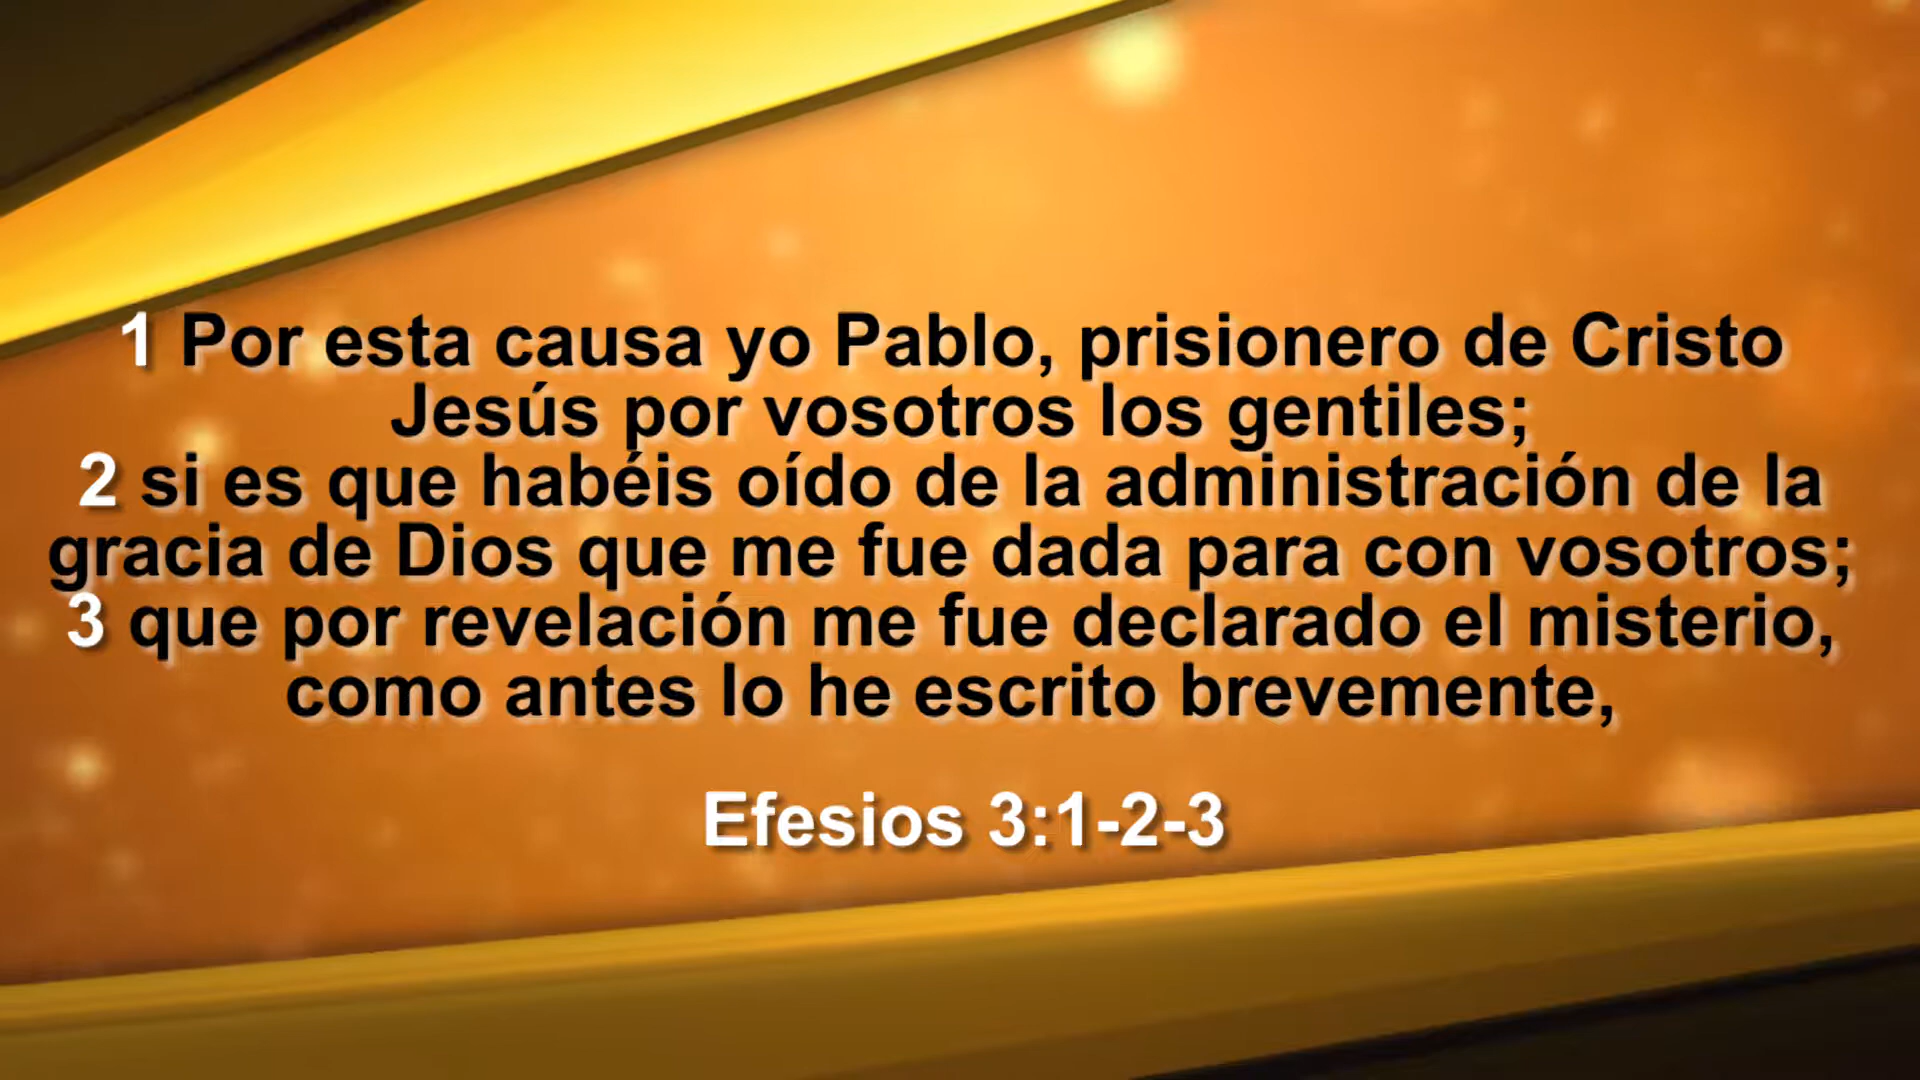 1 Por esta causa yo Pablo, prisionero de Cristo
Jesús por vosotros los gentiles;
2 si es que habéis oído de la administración de la
gracia de Dios que me fue dada para con vosotros;
3 que por revelación me fue declarado el misterio,
como antes lo he escrito brevemente,
Efesios 3:1-2-3